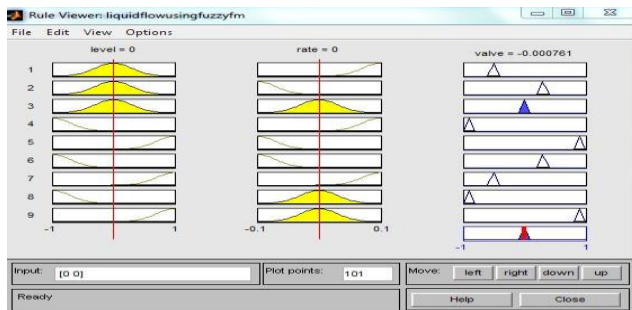 Rule Viewer: liquidflowusingfuzzyfm
File Edit View Options
level = 0 rate = 0 valve = -0.000761
1
2
3
4
5
6
7
8
9
-1 1 -0.1 0.1
-1 1
Input: [0 0] Plot points: 101 Move: left right down up
Ready Help Close